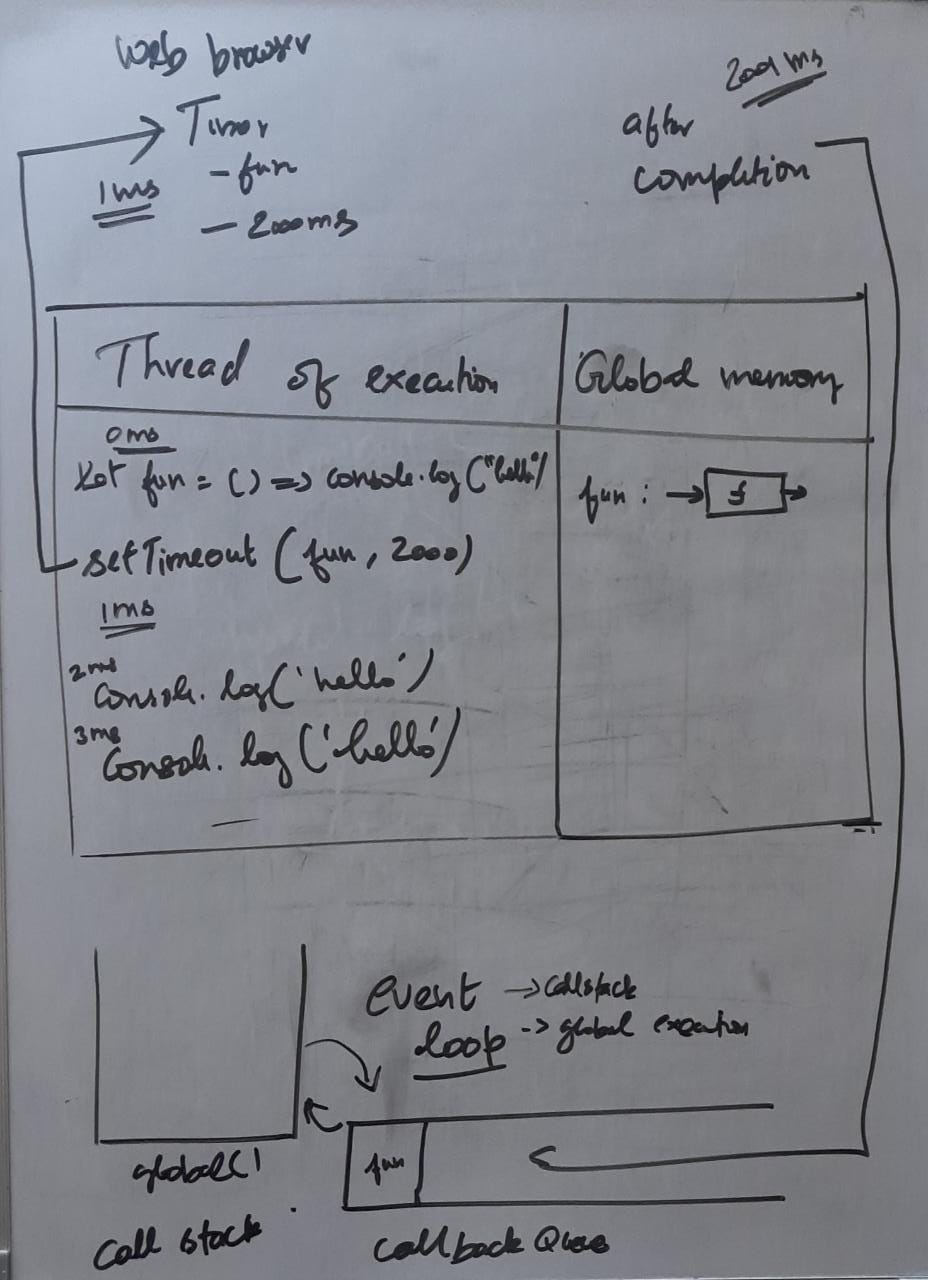 Web browser
Timer
1ms
- fun
- 2000ms
2001 ms
after
completion
Thread of execution
Global memory
0ms
let fun = () => console.log("hello")
setTimeout (fun, 2000)
1ms
2ms
Console.log('hello')
3ms
Console.log('hello')
fun : → f →
event → callstack
loop -> global execution
global()
Call stack
fun
Callback Queue